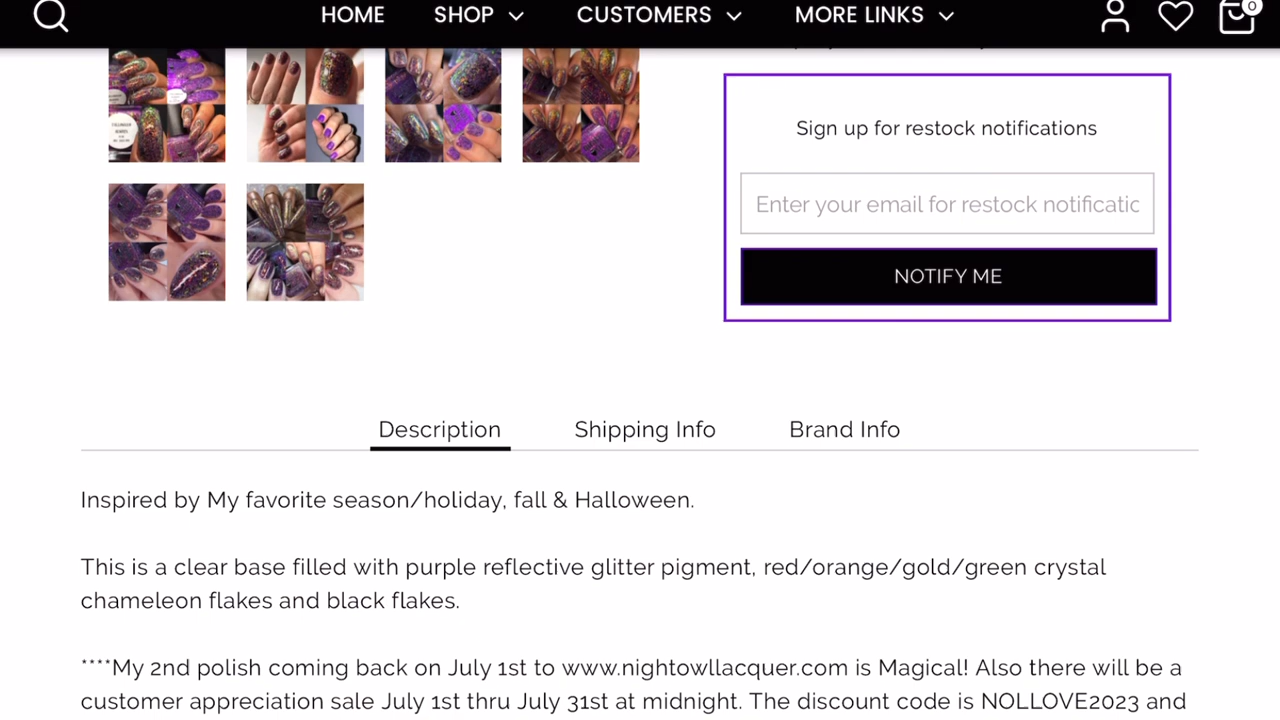 HOME SHOP CUSTOMERS MORE LINKS 0
Sign up for restock notifications
Enter your email for restock notificatic
NOTIFY ME
Description Shipping Info Brand Info
Inspired by My favorite season/holiday, fall & Halloween.
This is a clear base filled with purple reflective glitter pigment, red/orange/gold/green crystal
chameleon flakes and black flakes.
****My 2nd polish coming back on July 1st to www.nightowllacquer.com is Magical! Also there will be a
customer appreciation sale July 1st thru July 31st at midnight. The discount code is NOLLOVE2023 and